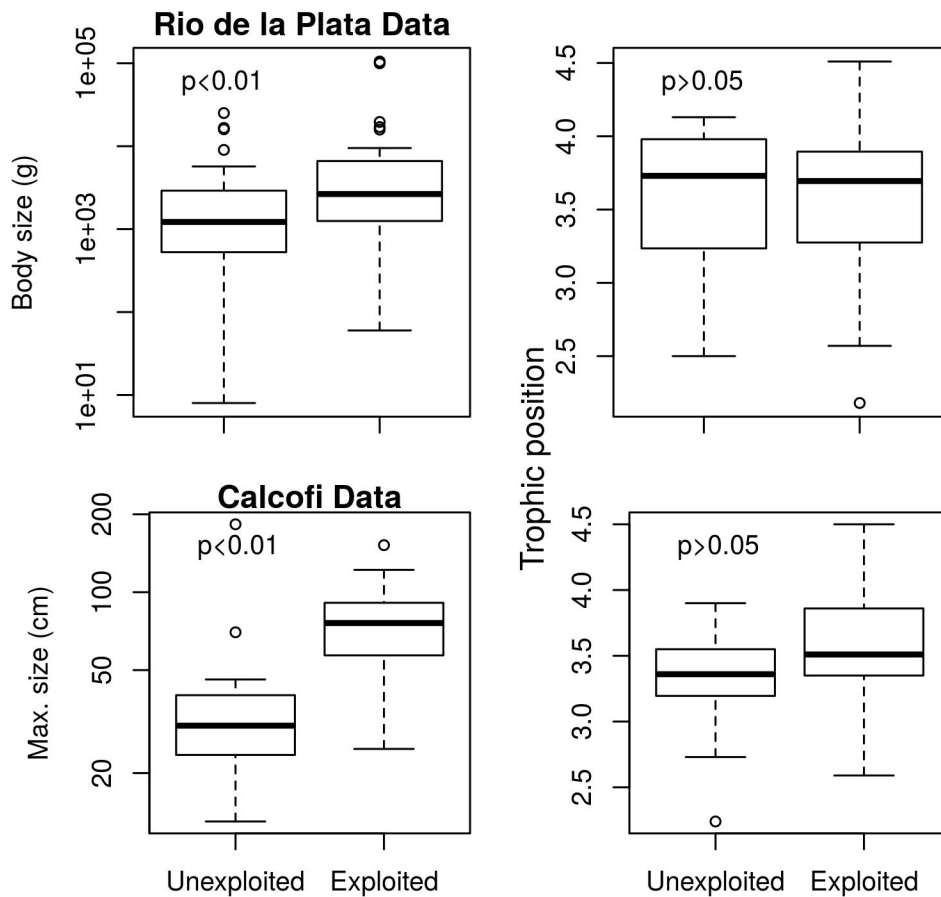 Rio de la Plata Data
Body size (g)
1e+05
1e+03
1e+01
p<0.01
Trophic position
4.5
4.0
3.5
3.0
2.5
p>0.05
Calcofi Data
Max. size (cm)
200
100
50
20
p<0.01
Unexploited Exploited
4.5
4.0
3.5
3.0
2.5
p>0.05
Unexploited Exploited